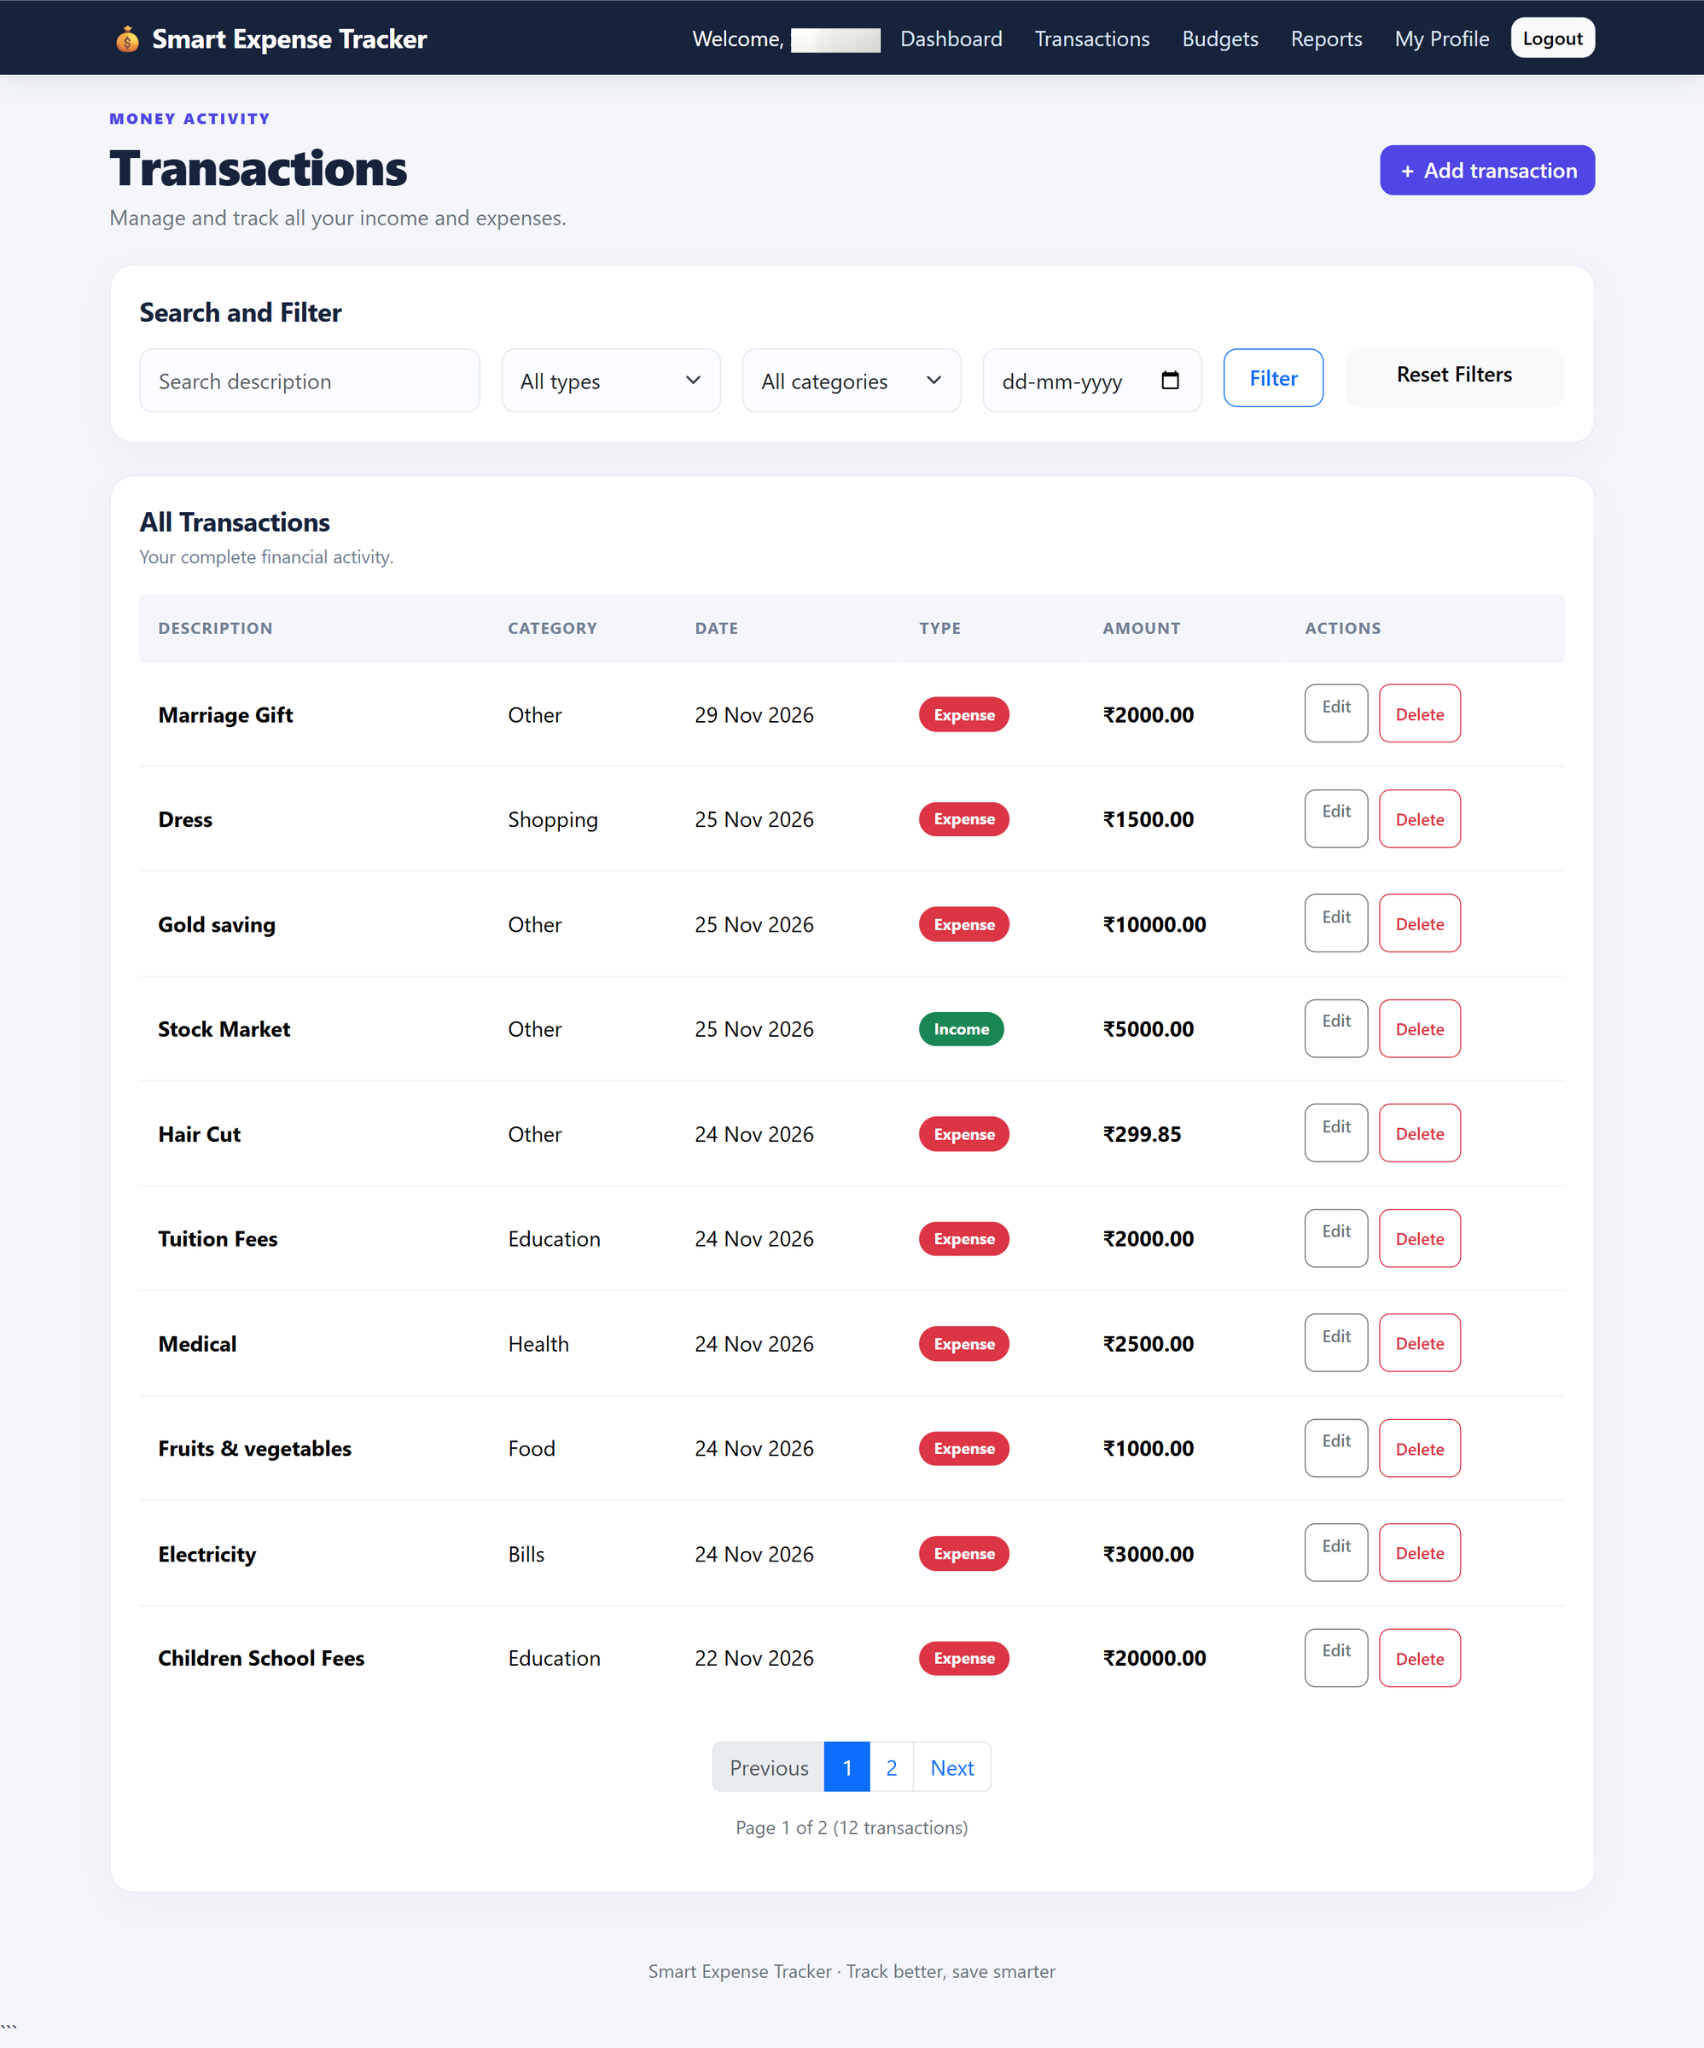 Smart Expense Tracker
Welcome, Dashboard Transactions Budgets Reports My Profile Logout
MONEY ACTIVITY
Transactions
+ Add transaction
Manage and track all your income and expenses.
Search and Filter
Search description All types All categories dd-mm-yyyy Filter Reset Filters
All Transactions
Your complete financial activity.
DESCRIPTION CATEGORY DATE TYPE AMOUNT ACTIONS
Marriage Gift Other 29 Nov 2026 Expense ₹2000.00 Edit Delete
Dress Shopping 25 Nov 2026 Expense ₹1500.00 Edit Delete
Gold saving Other 25 Nov 2026 Expense ₹10000.00 Edit Delete
Stock Market Other 25 Nov 2026 Income ₹5000.00 Edit Delete
Hair Cut Other 24 Nov 2026 Expense ₹299.85 Edit Delete
Tuition Fees Education 24 Nov 2026 Expense ₹2000.00 Edit Delete
Medical Health 24 Nov 2026 Expense ₹2500.00 Edit Delete
Fruits & vegetables Food 24 Nov 2026 Expense ₹1000.00 Edit Delete
Electricity Bills 24 Nov 2026 Expense ₹3000.00 Edit Delete
Children School Fees Education 22 Nov 2026 Expense ₹20000.00 Edit Delete
Previous 1 2 Next
Page 1 of 2 (12 transactions)
Smart Expense Tracker · Track better, save smarter
```